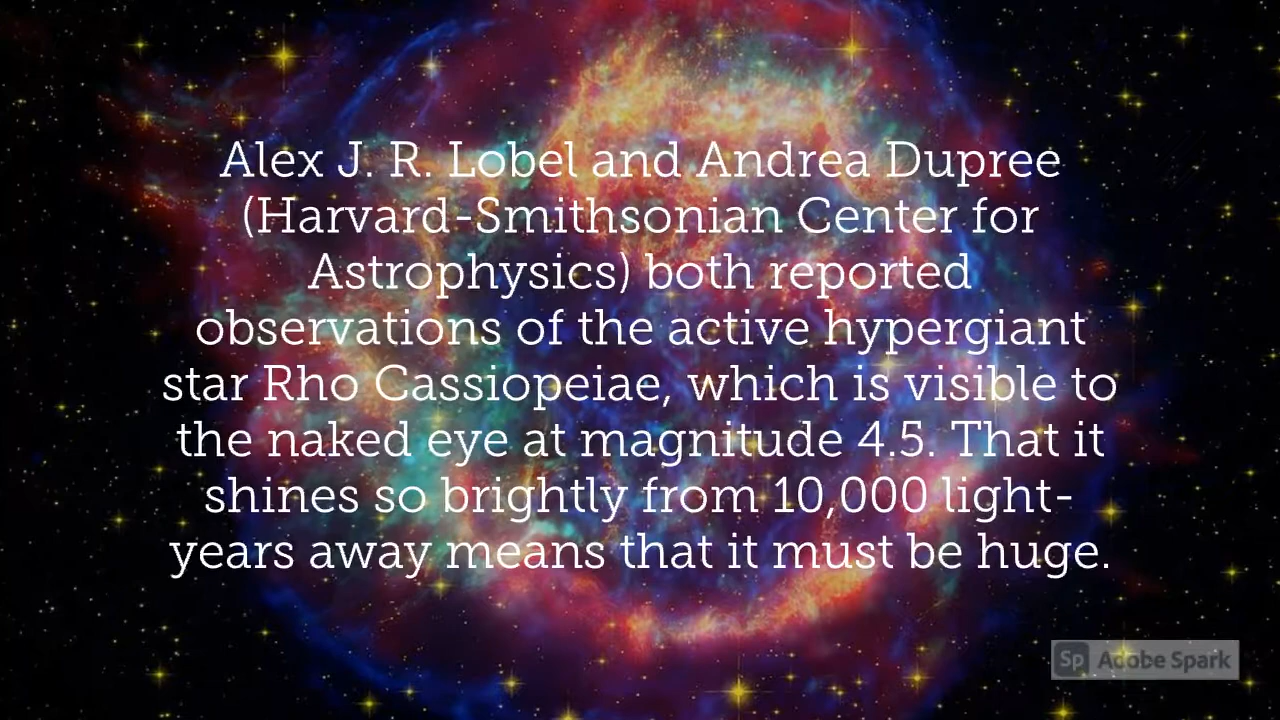 Alex J. R. Lobel and Andrea Dupree
(Harvard-Smithsonian Center for
Astrophysics) both reported
observations of the active hypergiant
star Rho Cassiopeiae, which is visible to
the naked eye at magnitude 4.5. That it
shines so brightly from 10,000 light-
years away means that it must be huge.
Sp Adobe Spark